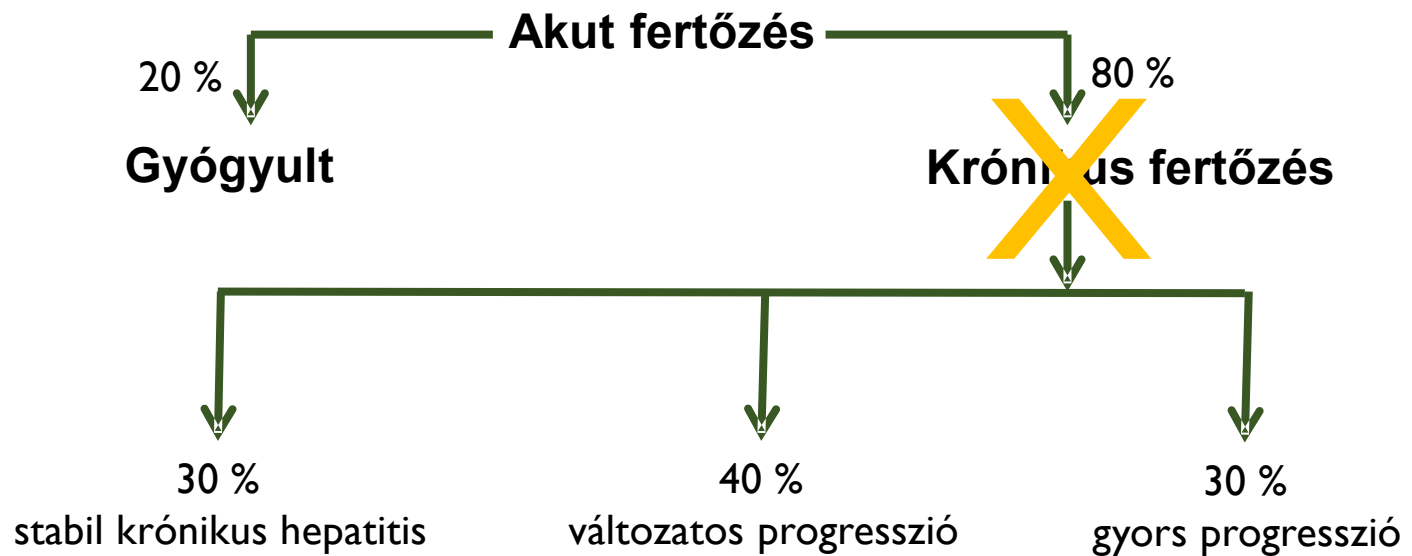 Akut fertőzés
20 %
80 %
Gyógyult
Krónikus fertőzés
30 %
stabil krónikus hepatitis
40 %
változatos progresszió
30 %
gyors progresszió